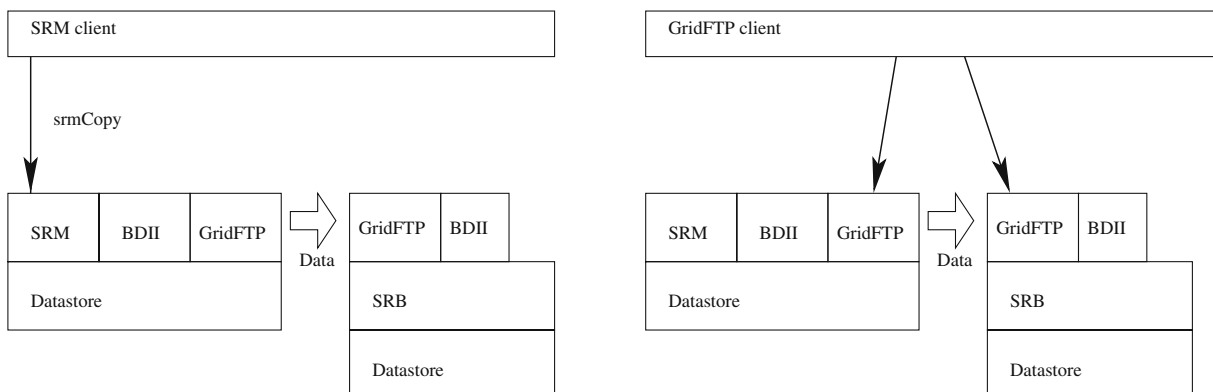 SRM client
srmCopy
SRM BDII GridFTP
Data
GridFTP BDII
Datastore
SRB
Datastore
GridFTP client
SRM BDII GridFTP
Data
GridFTP BDII
Datastore
SRB
Datastore